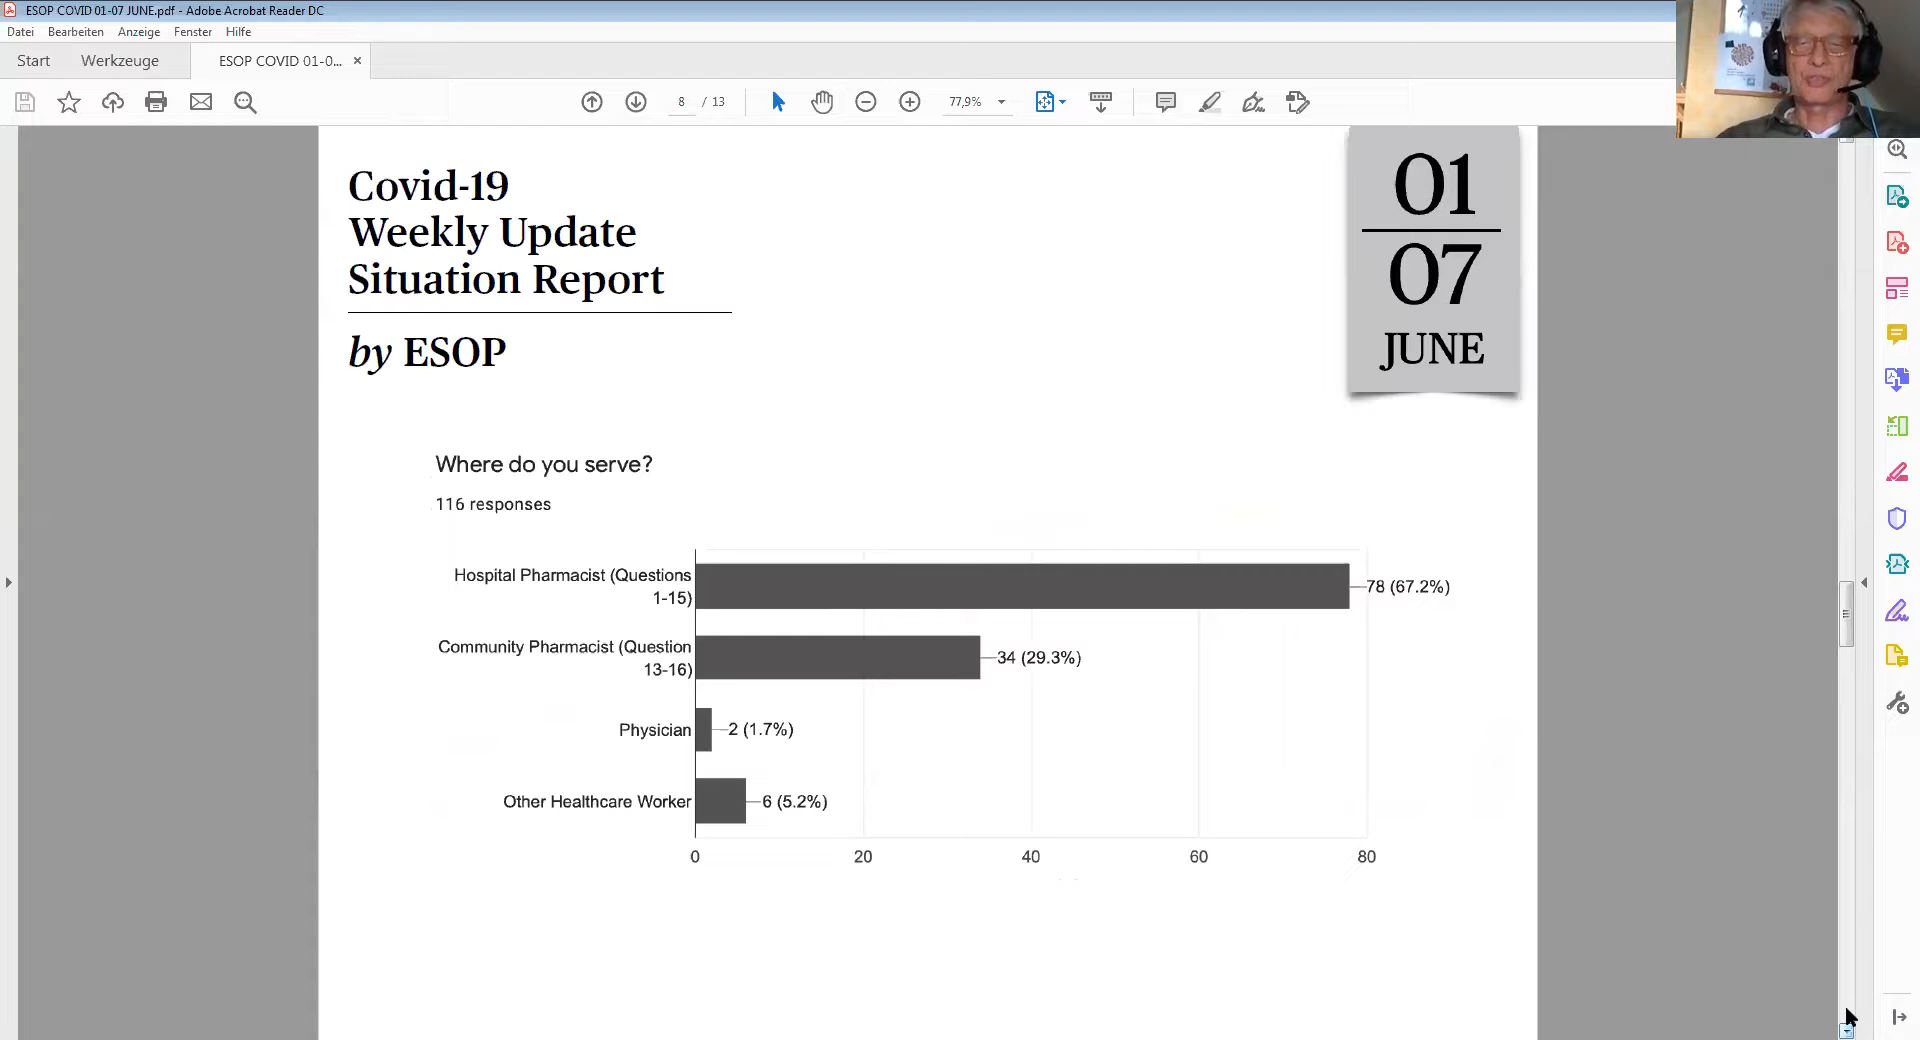 ESOP COVID 01-07 JUNE.pdf - Adobe Acrobat Reader DC
Datei Bearbeiten Anzeige Fenster Hilfe
Start Werkzeuge ESOP COVID 01-0... ×
8 / 13 77,9%
Covid-19
Weekly Update
Situation Report
by ESOP
01
07
JUNE
Where do you serve?
116 responses
Hospital Pharmacist (Questions
1-15)
78 (67.2%)
Community Pharmacist (Question
13-16)
34 (29.3%)
Physician
2 (1.7%)
Other Healthcare Worker
6 (5.2%)
0 20 40 60 80